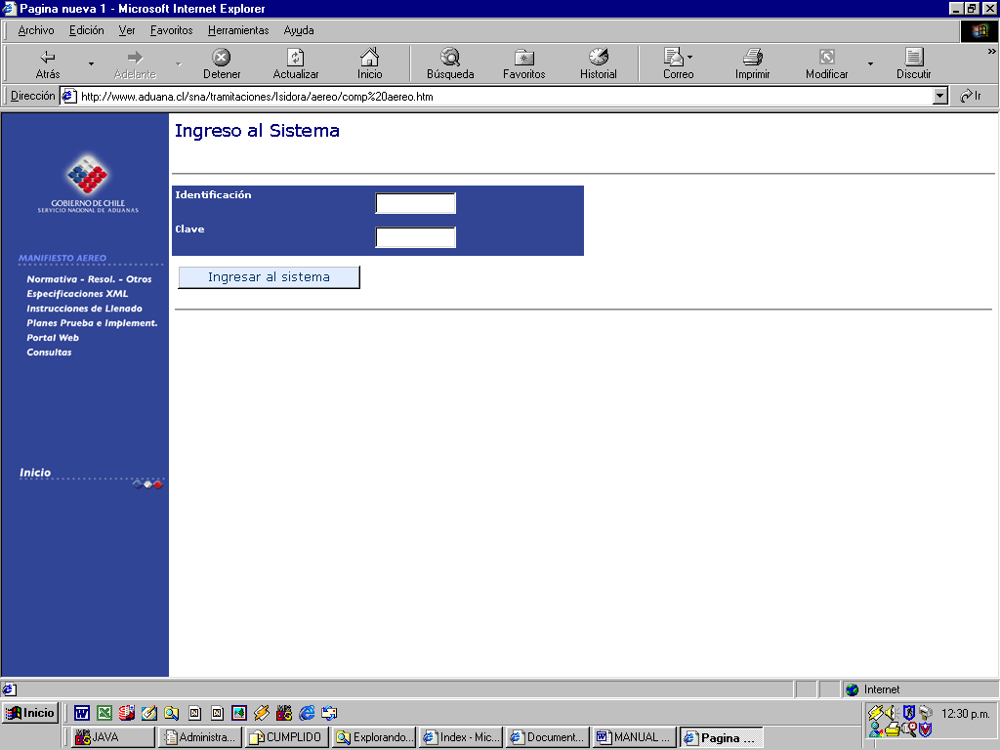 Pagina nueva 1 - Microsoft Internet Explorer
Archivo Edición Ver Favoritos Herramientas Ayuda
Atrás Adelante Detener Actualizar Inicio Búsqueda Favoritos Historial Correo Imprimir Modificar Discutir
Dirección http://www.aduana.cl/sna/tramitaciones/Isidora/aereo/comp%20aereo.htm Ir
Ingreso al Sistema
GOBIERNO DE CHILE
SERVICIO NACIONAL DE ADUANAS
Identificación
Clave
Ingresar al sistema
MANIFIESTO AEREO
Normativa - Resol. - Otros
Especificaciones XML
Instrucciones de Llenado
Planes Prueba e Implement.
Portal Web
Consultas
Inicio
Internet
Inicio 12:30 p.m.
JAVA Administra... CUMPLIDO Explorando... Index - Mic... Document... MANUAL ... Pagina ...